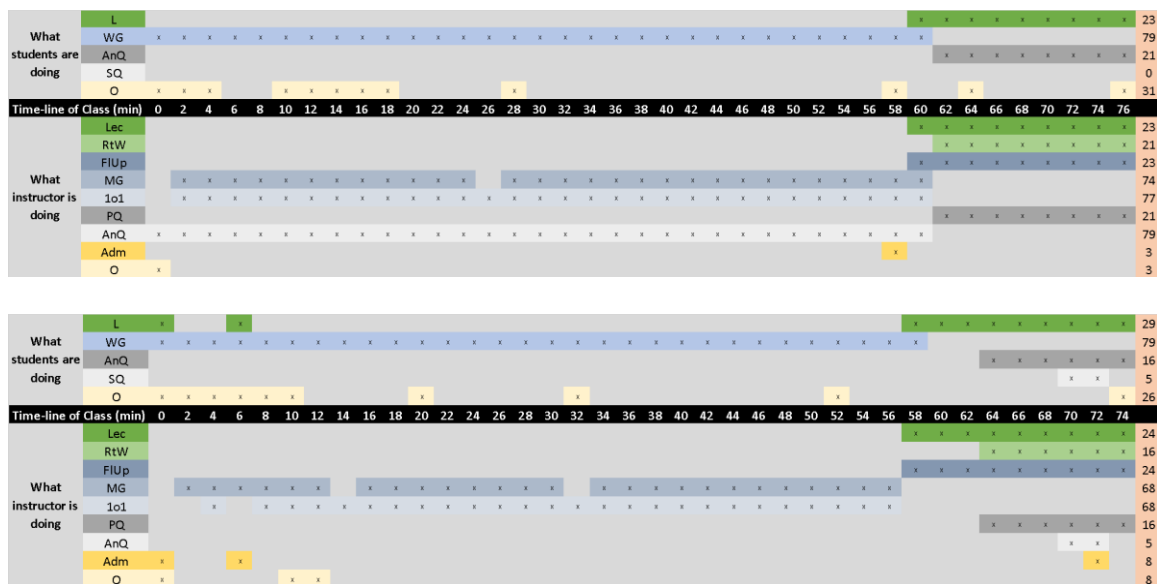 L x x x x x x x x x 23
What students are doing
WG x x x x x x x x x x x x x x x x x x x x x x x x x x x x x x x 79
AnQ x x x x x x x x 21
SQ 0
O x x x x x x x x x x x x 31
Time-line of Class (min) 0 2 4 6 8 10 12 14 16 18 20 22 24 26 28 30 32 34 36 38 40 42 44 46 48 50 52 54 56 58 60 62 64 66 68 70 72 74 76
Lec x x x x x x x x x 23
RtW x x x x x x x x 21
FlUp x x x x x x x x x 23
What instructor is doing
MG x x x x x x x x x x x x x x x x x x x x x x x x x x x x x 74
1o1 x x x x x x x x x x x x x x x x x x x x x x x x x x x x x x 77
PQ x x x x x x x x 21
AnQ x x x x x x x x x x x x x x x x x x x x x x x x x x x x x x x 79
Adm x 3
O x 3
L x x x x x x x x x x x 29
What students are doing
WG x x x x x x x x x x x x x x x x x x x x x x x x x x x x x x 79
AnQ x x x x x x 16
SQ x x 5
O x x x x x x x x x x 26
Time-line of Class (min) 0 2 4 6 8 10 12 14 16 18 20 22 24 26 28 30 32 34 36 38 40 42 44 46 48 50 52 54 56 58 60 62 64 66 68 70 72 74
Lec x x x x x x x x x 24
RtW x x x x x x 16
FlUp x x x x x x x x x 24
What instructor is doing
MG x x x x x x x x x x x x x x x x x x x x x x x x x x 68
1o1 x x x x x x x x x x x x x x x x x x x x x x x x x x 68
PQ x x x x x x 16
AnQ x x 5
Adm x x x 8
O x x x 8